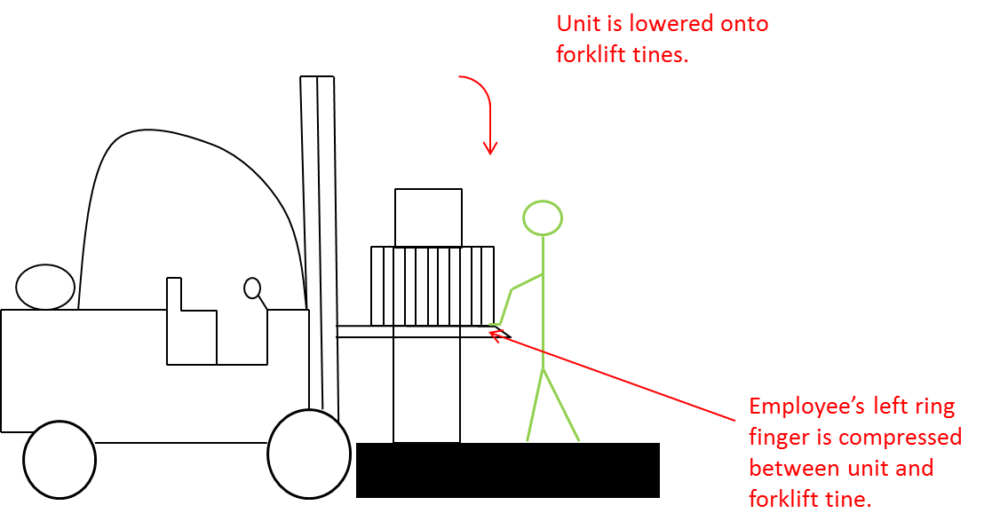 Unit is lowered onto
forklift tines.
Employee’s left ring
finger is compressed
between unit and
forklift tine.